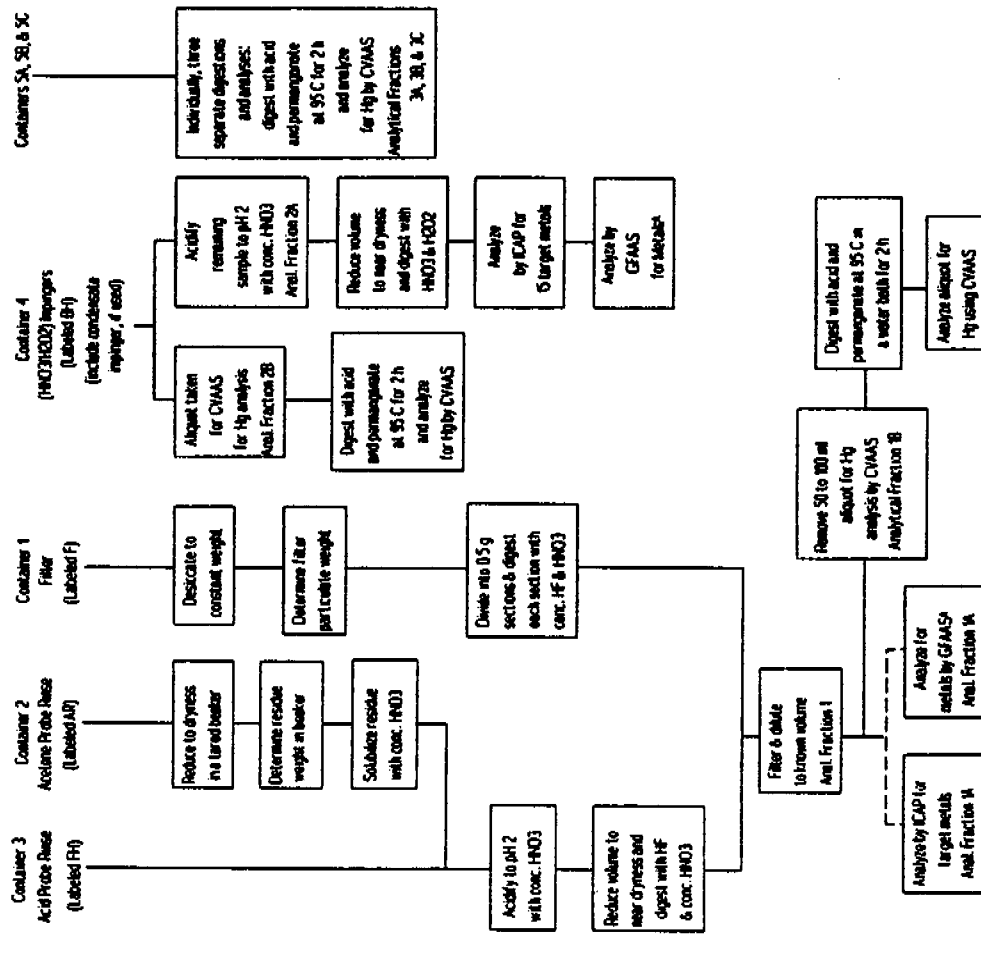 Container 3
Acid Probe Rinse
(Labeled FH)
Acidify to pH 2
with conc. HNO3
Reduce volume to
near dryness and
digest with HF
& conc. HNO3
Container 2
Acetone Probe Rinse
(Labeled AR)
Reduce to dryness
in a tared beaker
Determine residue
weight in beaker
Solubilize residue
with conc. HNO3
Container 1
Filter
(Labeled F)
Desiccate to
constant weight
Determine filter
particulate weight
Divide into 0.5 g
sections & digest
each section with
conc. HF & HNO3
Filter & dilute
to known volume
Anal. Fraction 1
Analyze by ICAP for
target metals
Anal. Fraction 1A
Analyze for
metals by GFAASA
Anal. Fraction 1A
Remove 50 to 100 ml
aliquot for Hg
analysis by CVAAS
Analytical Fraction 1B
Digest with acid and
permanganate at 95 C in
a water bath for 2 h
Analyze aliquot for
Hg using CVAAS
Container 4
(HNO3/H2O2) Impingers
(Labeled BH)
(include condensate
impinger, if used)
Aliquot taken
for CVAAS
for Hg analysis
Anal. Fraction 2B
Digest with acid
and permanganate
at 95 C for 2 h
and analyze
for Hg by CVAAS
Acidify
remaining
sample to pH 2
with conc. HNO3
Anal. Fraction 2A
Reduce volume
to near dryness
and digest with
HNO3 & H2O2
Analyze
by ICAP for
15 target metals
Analyze by
GFAAS
for MetalsA
Containers 5A, 5B, & 5C
Individually, three
separate digestions
and analyses:
digest with acid
and permanganate
at 95 C for 2 h
and analyze
for Hg by CVAAS
Analytical Fractions
3A, 3B, & 3C